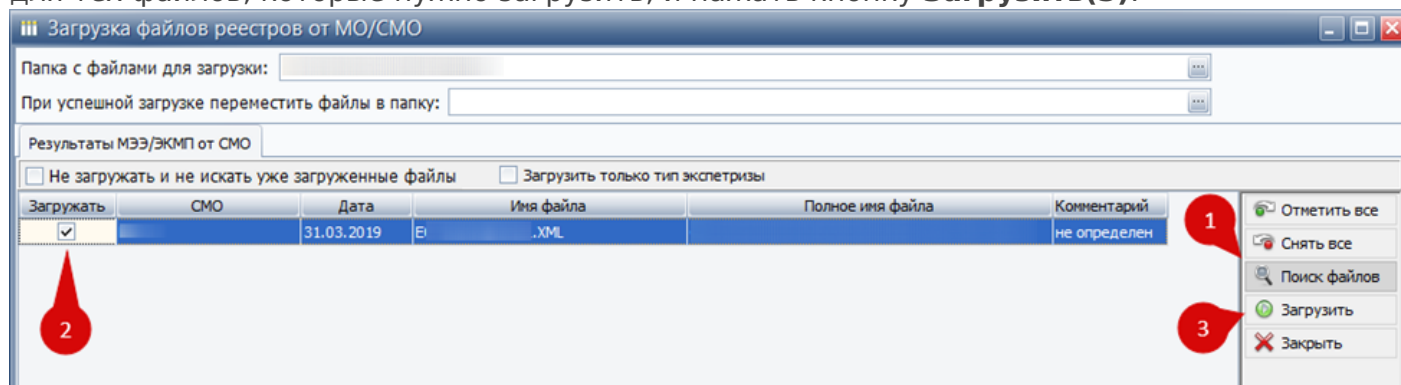 Загрузка файлов реестров от МО/СМО
Папка с файлами для загрузки:
При успешной загрузке переместить файлы в папку:
Результаты МЭЭ/ЭКМП от СМО
Не загружать и не искать уже загруженные файлы Загрузить только тип экспетризы
Загружать СМО Дата Имя файла Полное имя файла Комментарий
31.03.2019 .XML не определен
1
2
3
Отметить все
Снять все
Поиск файлов
Загрузить
Закрыть